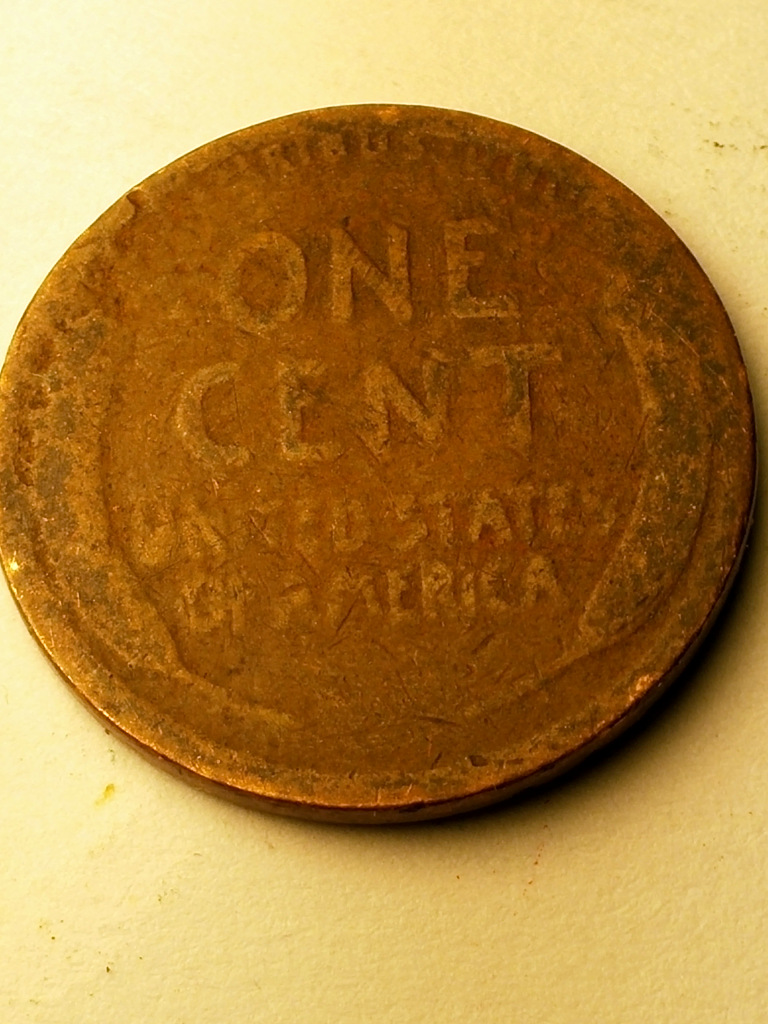 ONE
CENT
UNITED STATES
OF AMERICA